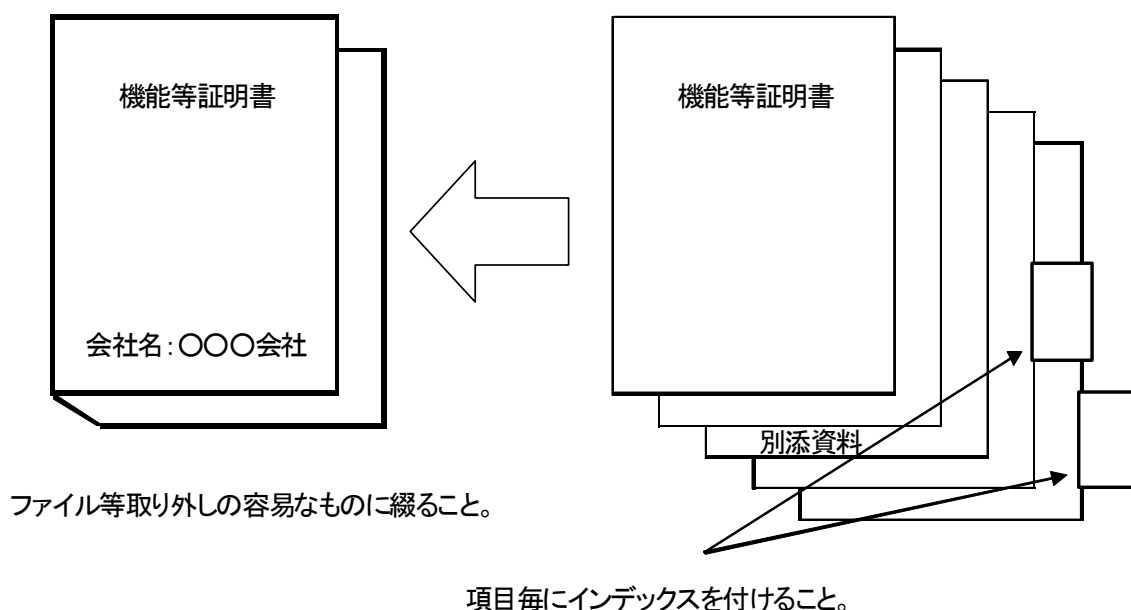 機能等証明書
会社名：〇〇〇会社
機能等証明書
別添資料
ファイル等取り外しの容易なものに綴ること。
項目毎にインデックスを付けること。